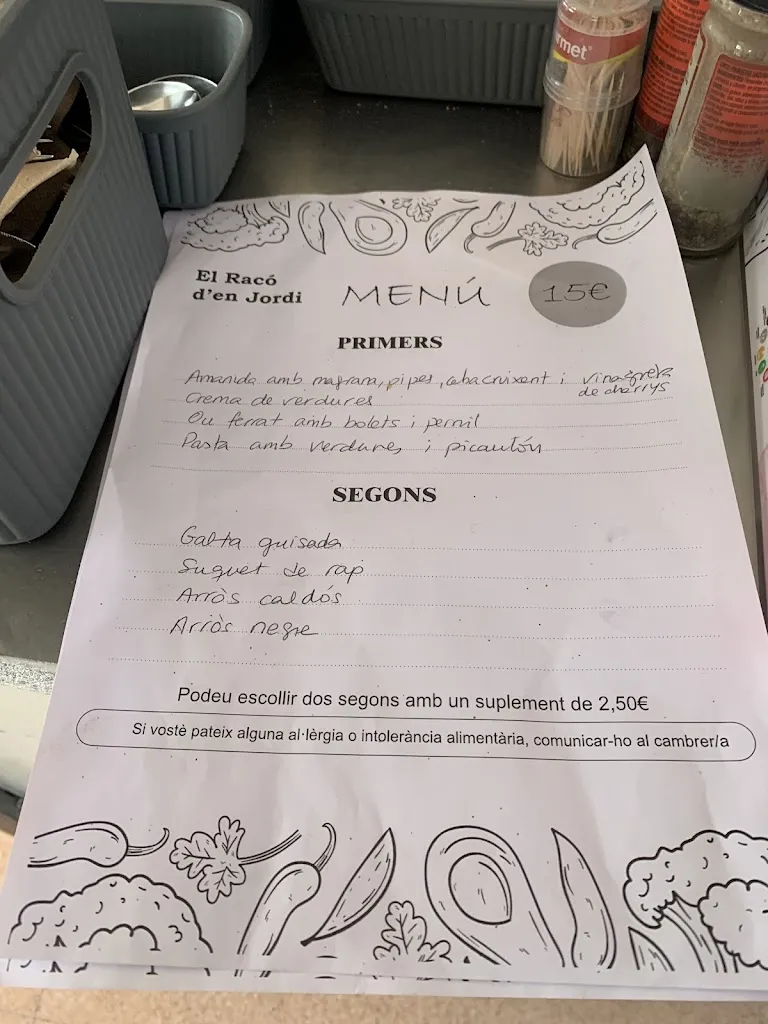 rmet®
El Racó
d'en Jordi
MENÚ
15€
PRIMERS
Amanida amb magrana, pipes, ceba cruixent i vinagreta
de cherrys
Crema de verdures
Ou ferrat amb bolets i pernil
Pasta amb verdures i picantón
SEGONS
Galta guisada
Suquet de rap
Arròs caldós
Arròs negre
Podeu escollir dos segons amb un suplement de 2,50€
Si vostè pateix alguna al·lèrgia o intolerància alimentària, comunicar-ho al cambrer/a